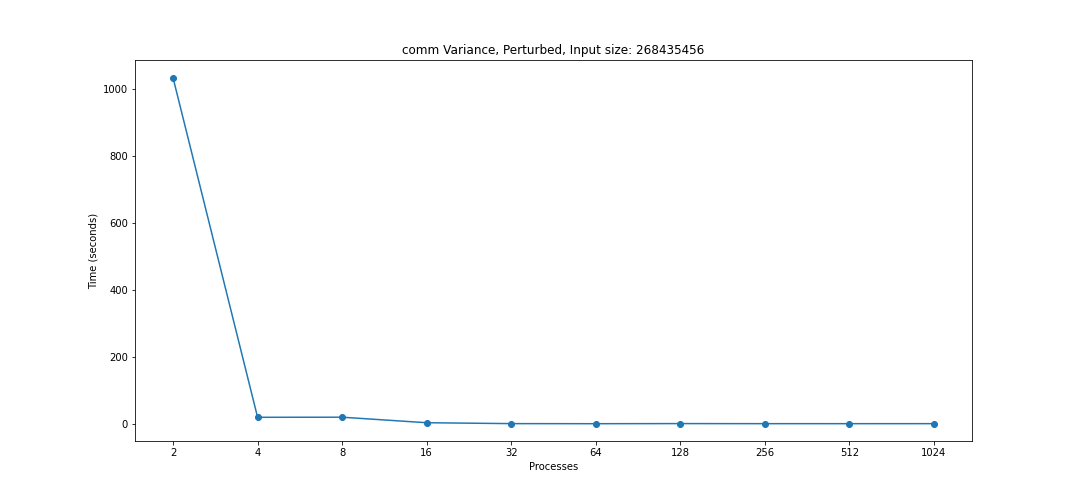 comm Variance, Perturbed, Input size: 268435456
Time (seconds)
1000
800
600
400
200
0
2 4 8 16 32 64 128 256 512 1024
Processes